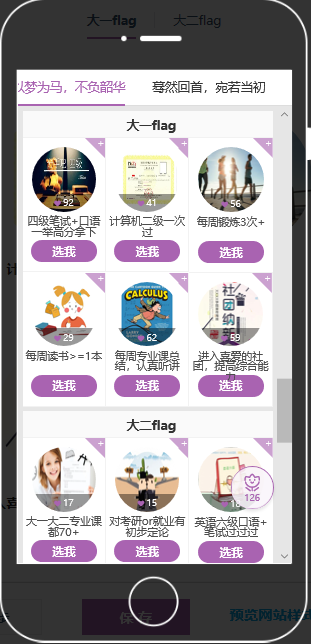 大一flag
大二flag
以梦为马，不负韶华
蓦然回首，宛若当初
大一flag
92
41
56
四级笔试+口语
一举高分拿下
计算机二级一次
过
每周锻炼3次+
选我
选我
选我
CALCULUS
社团纳
29
62
59
每周读书>=1本
每周专业课总
结，认真听讲
进入喜爱的社
团，提高综合能
选我
选我
选我
大二flag
17
15
大一大二专业课
都70+
对考研or就业有
初步定论
英语六级口语+
笔试过过过
126
选我
选我
选我
保存
预览网站样